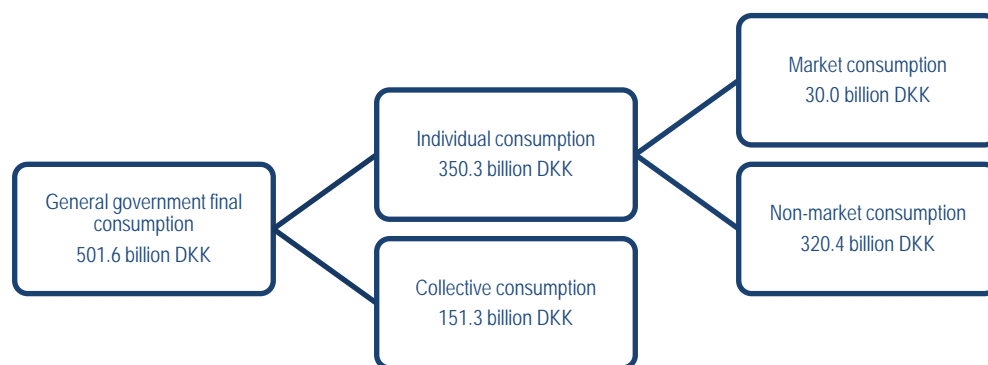 General government final
consumption
501.6 billion DKK
Individual consumption
350.3 billion DKK
Collective consumption
151.3 billion DKK
Market consumption
30.0 billion DKK
Non-market consumption
320.4 billion DKK